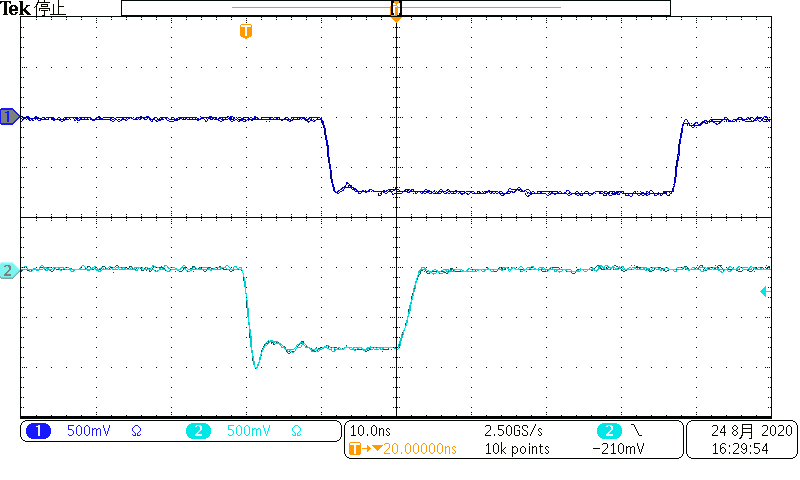 Tek 停止
T
T
1
2
1 500mV Ω 2 500mV Ω
10.0ns 2.50GS/s 2 ∖
T→▼20.00000ns 10k points −210mV
24 8月 2020
16:29:54